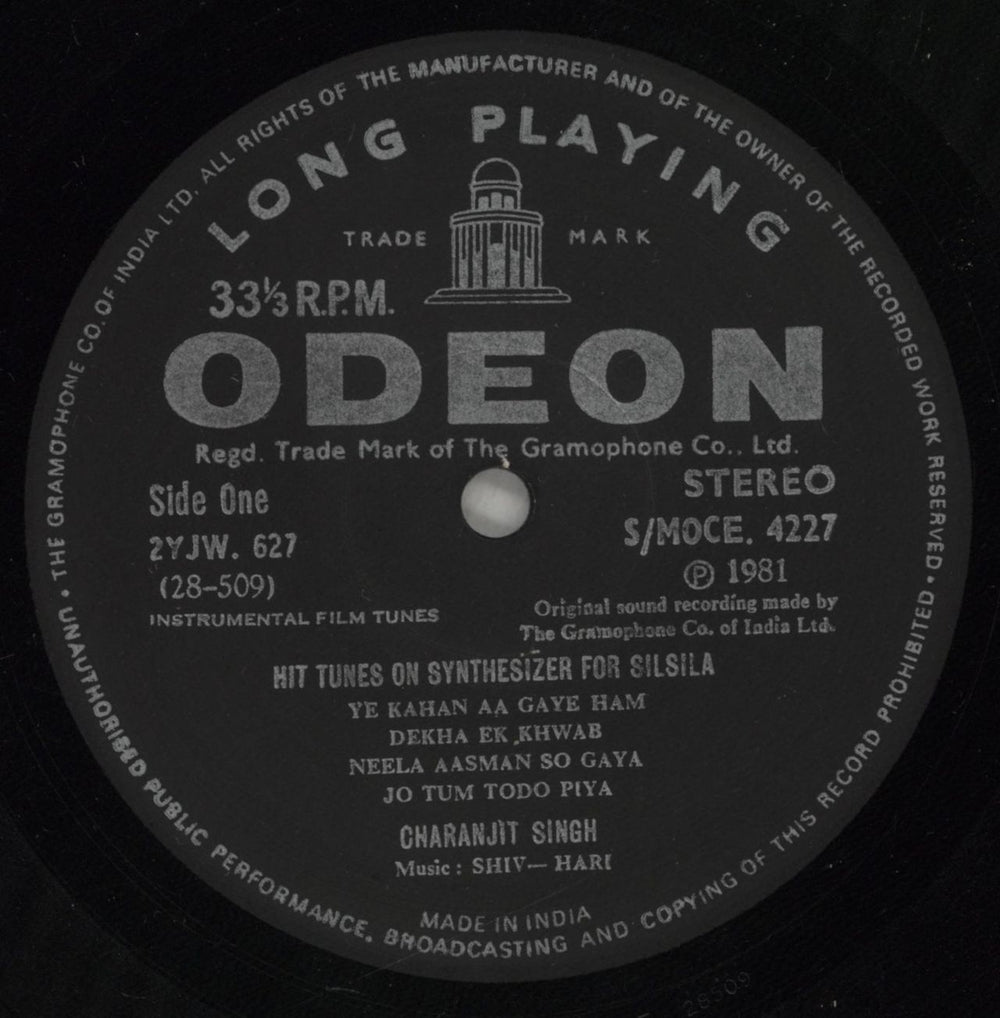 THE GRAMOPHONE CO. OF INDIA LTD. ALL RIGHTS OF THE MANUFACTURER AND OF THE OWNER OF THE RECORDED WORK RESERVED • UNAUTHORISED PUBLIC PERFORMANCE, BROADCASTING AND COPYING OF THIS RECORD PROHIBITED •
LONG PLAYING
TRADE MARK
33⅓ R.P.M.
ODEON
Regd. Trade Mark of The Gramophone Co., Ltd.
Side One
2YJW. 627
(28-509)
INSTRUMENTAL FILM TUNES
STEREO
S/MOCE. 4227
℗ 1981
Original sound recording made by
The Gramophone Co. of India Ltd.
HIT TUNES ON SYNTHESIZER FOR SILSILA
YE KAHAN AA GAYE HAM
DEKHA EK KHWAB
NEELA AASMAN SO GAYA
JO TUM TODO PIYA
CHARANJIT SINGH
Music : SHIV— HARI
MADE IN INDIA
28509